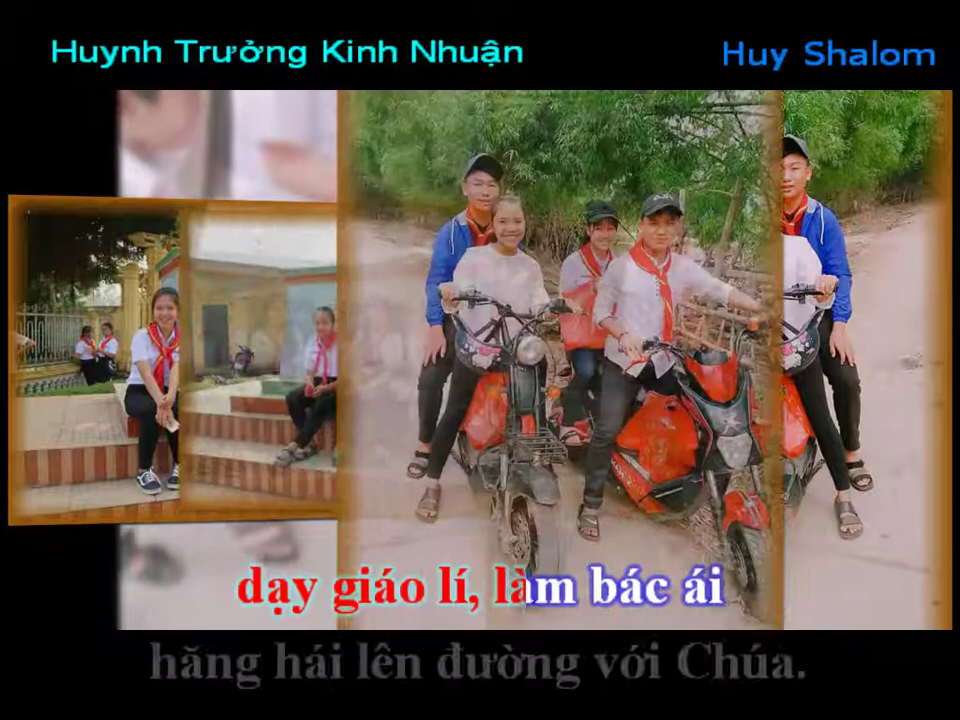 Huynh Trưởng Kinh Nhuận
Huy Shalom
dạy giáo lí, làm bác ái
hăng hái lên đường với Chúa.